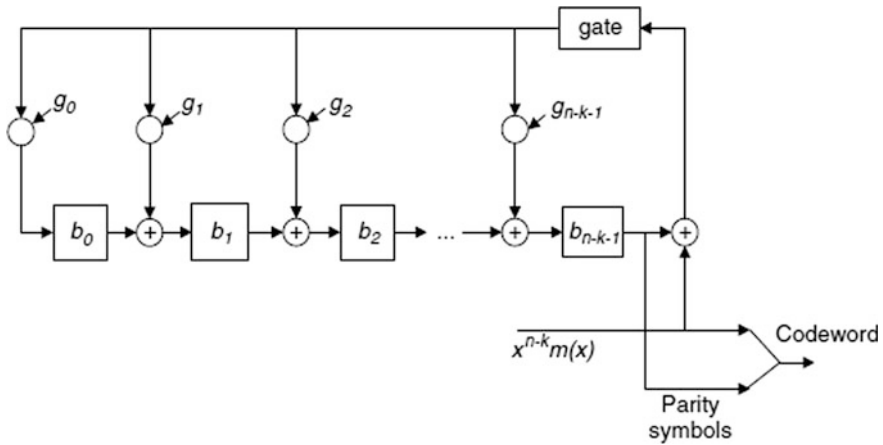 gate
g₀ g₁ g₂ gₙ₋ₖ₋₁
b₀ + b₁ + b₂ ... + bₙ₋ₖ₋₁ +
xⁿ⁻ᵏm(x)
Codeword
Parity
symbols